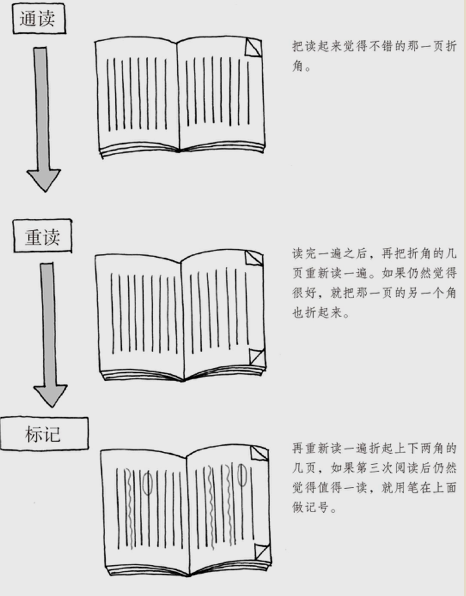 通读
把读起来觉得不错的那一页折
角。
重读
读完一遍之后，再把折角的几
页重新读一遍。如果仍然觉得
很好，就把那一页的另一个角
也折起来。
标记
再重新读一遍折起上下两角的
几页，如果第三次阅读后仍然
觉得值得一读，就用笔在上面
做记号。